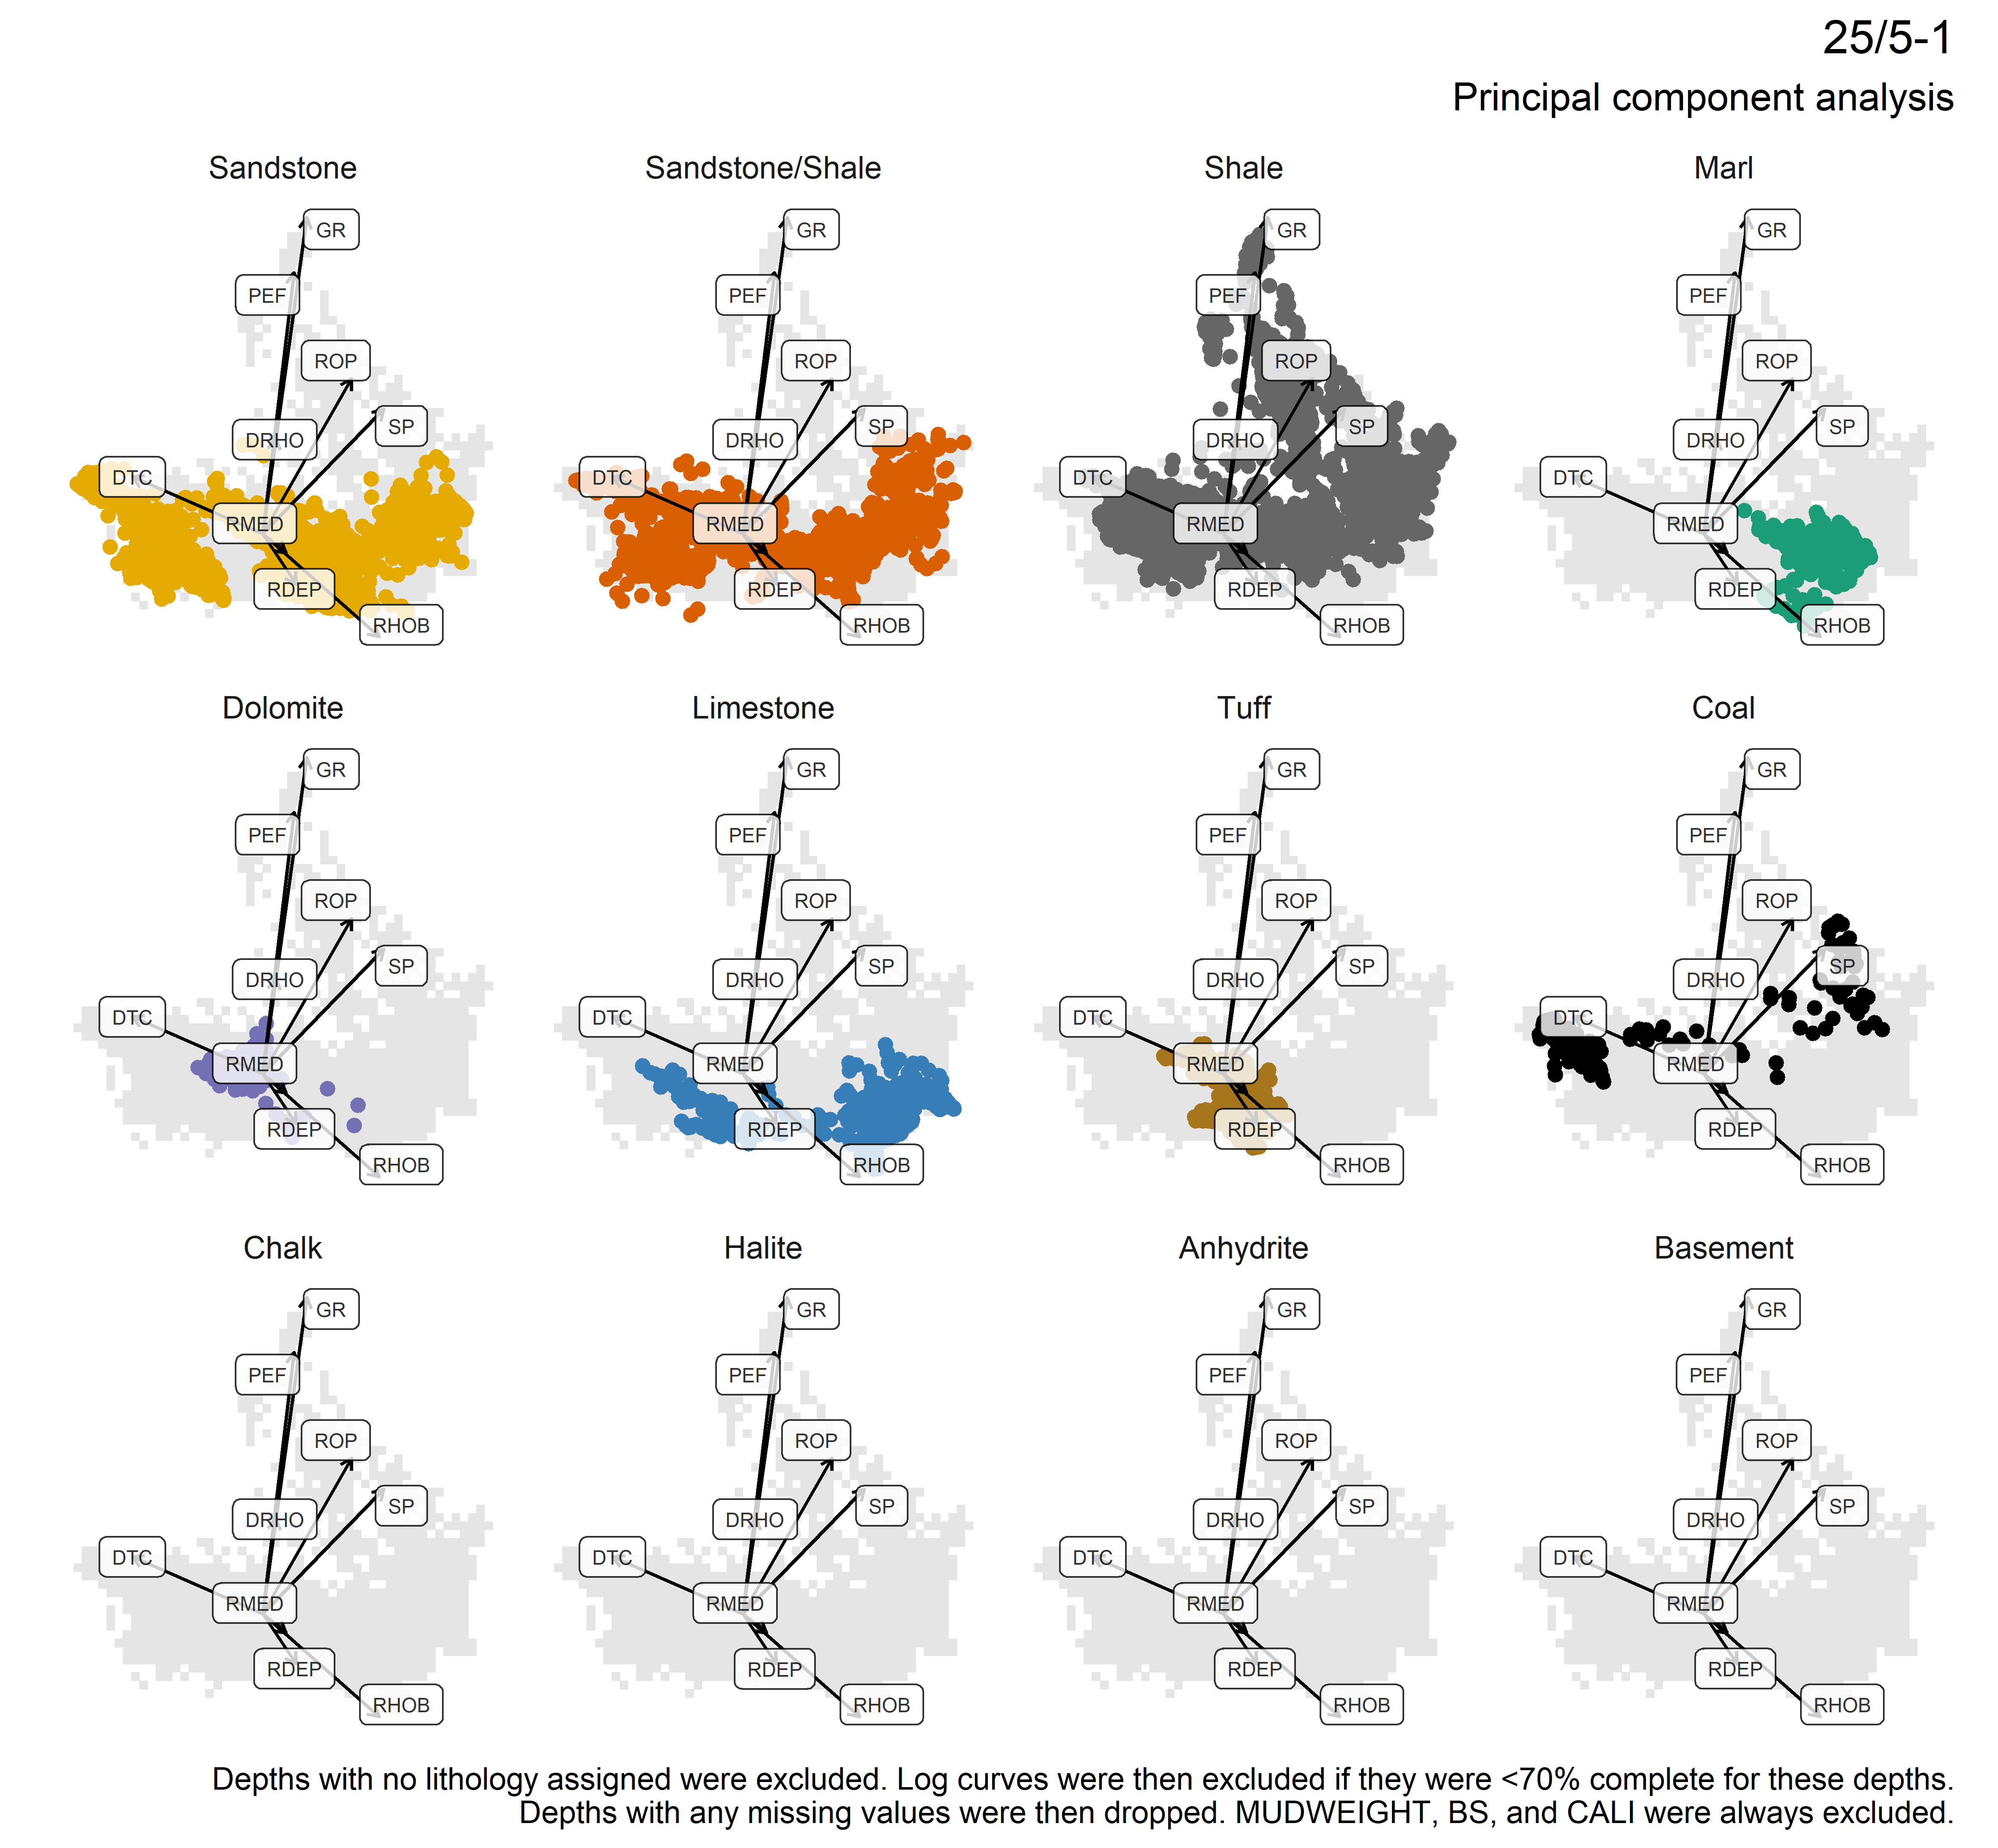 25/5-1
Principal component analysis
Sandstone
Sandstone/Shale
Shale
Marl
GR
PEF
ROP
SP
DRHO
DTC
RMED
RDEP
RHOB
GR
PEF
ROP
SP
DRHO
DTC
RMED
RDEP
RHOB
GR
PEF
ROP
SP
DRHO
DTC
RMED
RDEP
RHOB
GR
PEF
ROP
SP
DRHO
DTC
RMED
RDEP
RHOB
Dolomite
Limestone
Tuff
Coal
GR
PEF
ROP
SP
DRHO
DTC
RMED
RDEP
RHOB
GR
PEF
ROP
SP
DRHO
DTC
RMED
RDEP
RHOB
GR
PEF
ROP
SP
DRHO
DTC
RMED
RDEP
RHOB
GR
PEF
ROP
SP
DRHO
DTC
RMED
RDEP
RHOB
Chalk
Halite
Anhydrite
Basement
GR
PEF
ROP
SP
DRHO
DTC
RMED
RDEP
RHOB
GR
PEF
ROP
SP
DRHO
DTC
RMED
RDEP
RHOB
GR
PEF
ROP
SP
DRHO
DTC
RMED
RDEP
RHOB
GR
PEF
ROP
SP
DRHO
DTC
RMED
RDEP
RHOB
Depths with no lithology assigned were excluded. Log curves were then excluded if they were <70% complete for these depths.
Depths with any missing values were then dropped. MUDWEIGHT, BS, and CALI were always excluded.